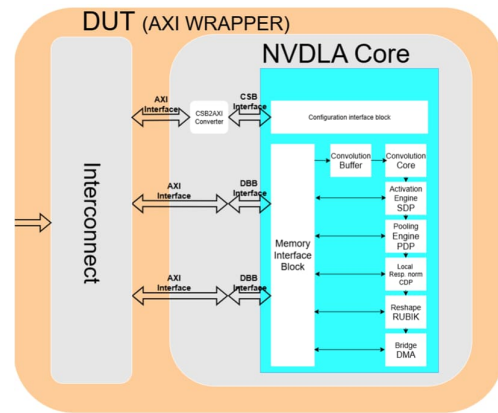 DUT (AXI WRAPPER)
NVDLA Core
Interconnect
AXI
Interface
CSB2AXI
Converter
CSB
Interface
Configuration interface block
AXI
Interface
DBB
Interface
AXI
Interface
DBB
Interface
Memory
Interface
Block
Convolution
Buffer
Convolution
Core
Activation
Engine
SDP
Pooling
Engine
PDP
Local
Resp. norm
CDP
Reshape
RUBIK
Bridge
DMA